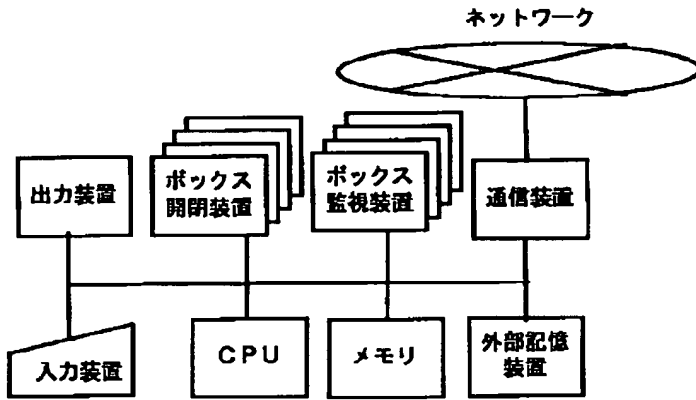 ネットワーク
出力装置
ボックス
開閉装置
ボックス
監視装置
通信装置
入力装置
CPU
メモリ
外部記憶
装置